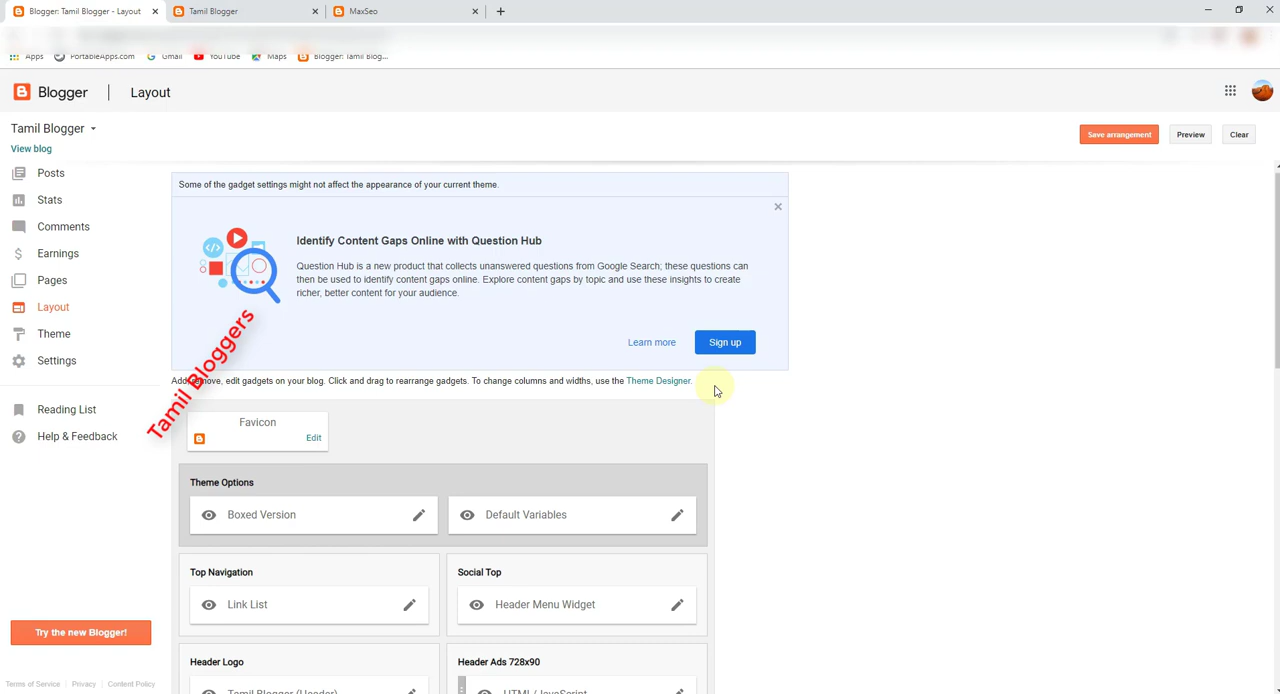 Blogger: Tamil Blogger - Layout
Tamil Blogger
MaxSeo
Apps
PortableApps.com
Gmail
YouTube
Maps
Blogger: Tamil Blog...
Blogger
Layout
Tamil Blogger
View blog
Save arrangement
Preview
Clear
Posts
Stats
Comments
Earnings
Pages
Layout
Theme
Settings
Reading List
Help & Feedback
Try the new Blogger!
Terms of Service
Privacy
Content Policy
Some of the gadget settings might not affect the appearance of your current theme.
Identify Content Gaps Online with Question Hub
Question Hub is a new product that collects unanswered questions from Google Search; these questions can
then be used to identify content gaps online. Explore content gaps by topic and use these insights to create
richer, better content for your audience.
Learn more
Sign up
Tamil Bloggers
Add, remove, edit gadgets on your blog. Click and drag to rearrange gadgets. To change columns and widths, use the Theme Designer.
Favicon
Edit
Theme Options
Boxed Version
Default Variables
Top Navigation
Link List
Social Top
Header Menu Widget
Header Logo
Tamil Blogger (Header)
Header Ads 728x90
HTML/JavaScript